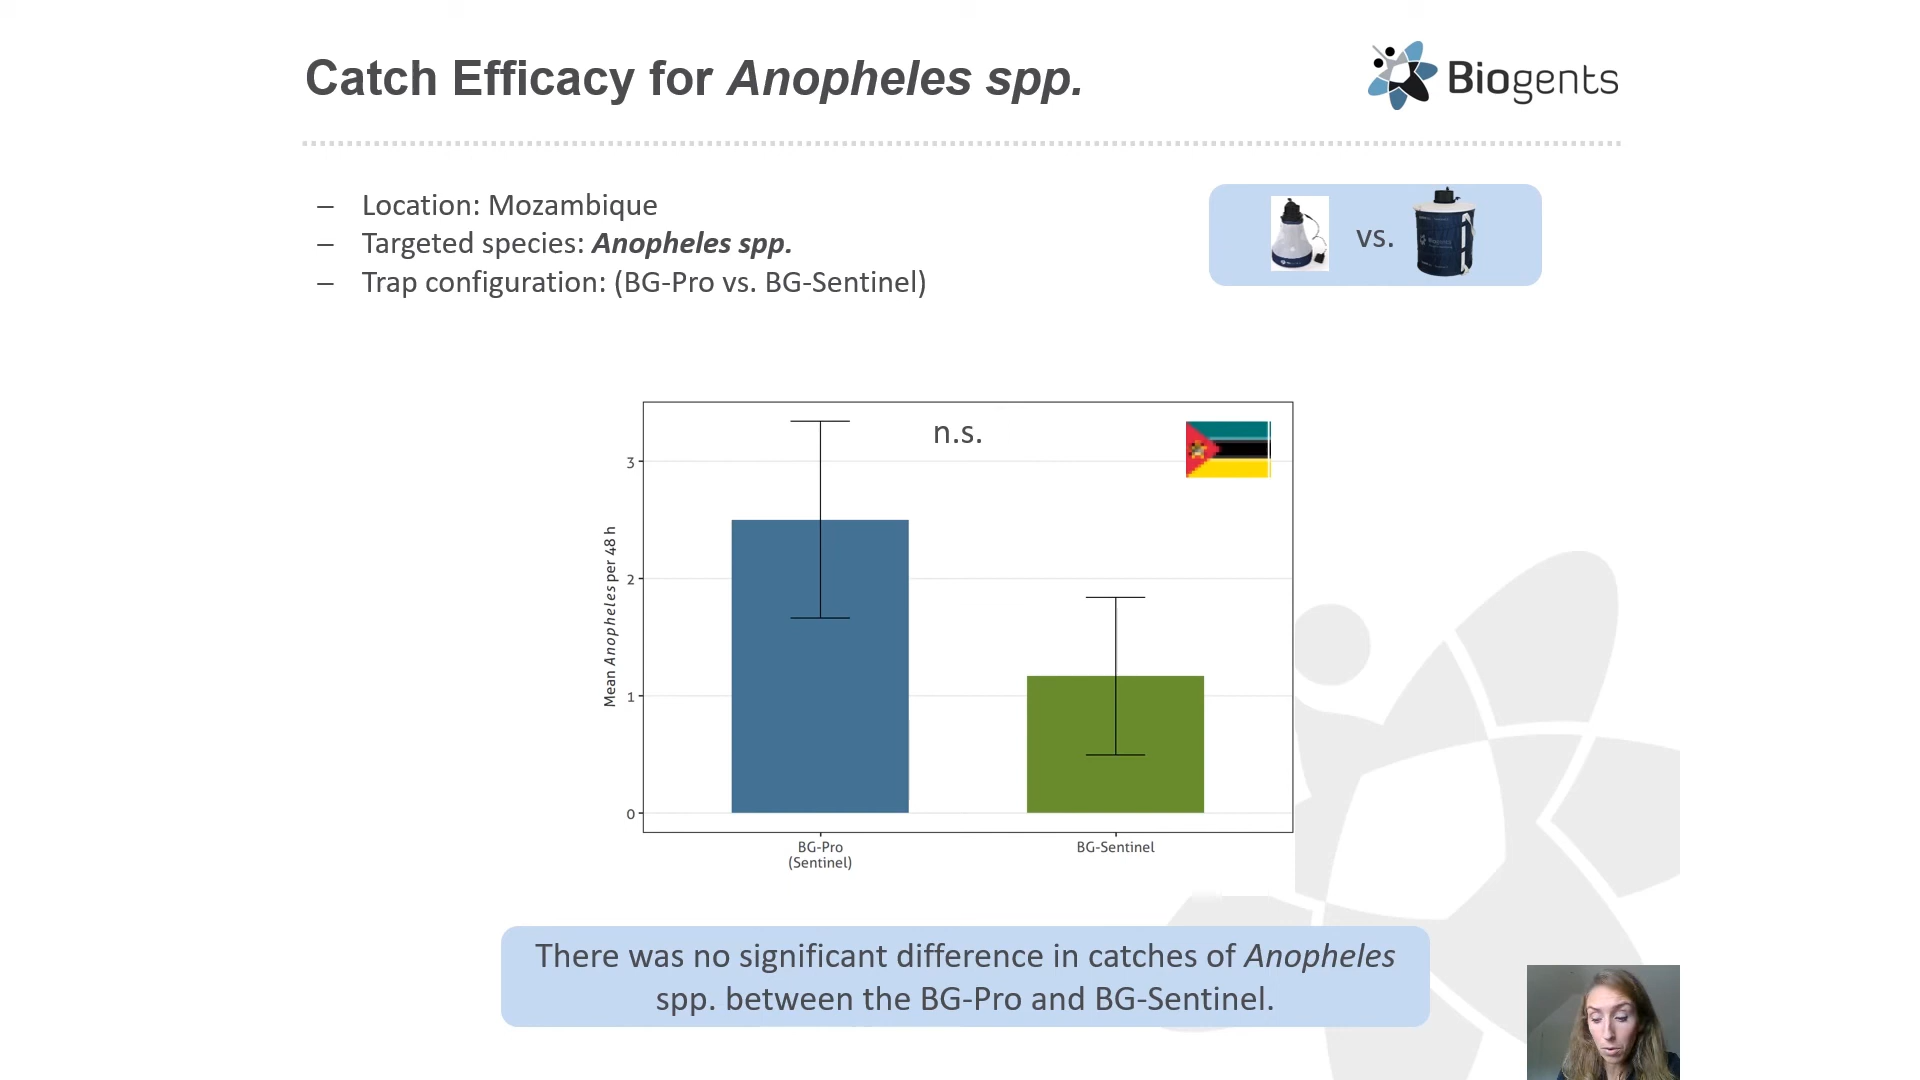 Catch Efficacy for Anopheles spp.
Biogents
– Location: Mozambique
– Targeted species: Anopheles spp.
– Trap configuration: (BG-Pro vs. BG-Sentinel)
vs.
n.s.
3
2
1
0
Mean Anopheles per 48 h
BG-Pro
(Sentinel)
BG-Sentinel
There was no significant difference in catches of Anopheles
spp. between the BG-Pro and BG-Sentinel.